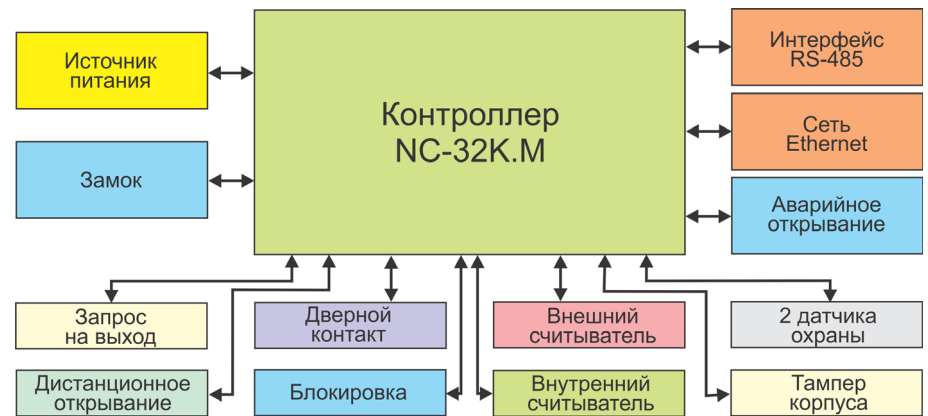 Источник
питания
Замок
Контроллер
NC-32K.M
Интерфейс
RS-485
Сеть
Ethernet
Аварийное
открывание
Запрос
на выход
Дверной
контакт
Внешний
считыватель
2 датчика
охраны
Дистанционное
открывание
Блокировка
Внутренний
считыватель
Тампер
корпуса